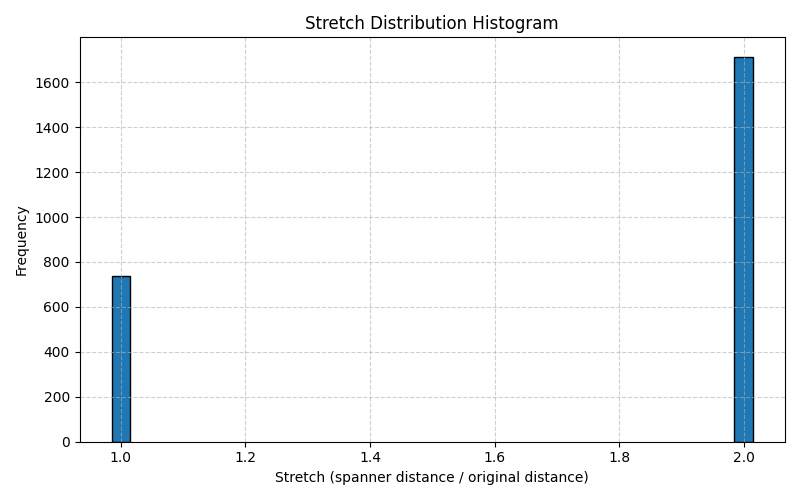 Stretch Distribution Histogram
1600
1400
1200
1000
800
600
400
200
0
Frequency
1.0 1.2 1.4 1.6 1.8 2.0
Stretch (spanner distance / original distance)